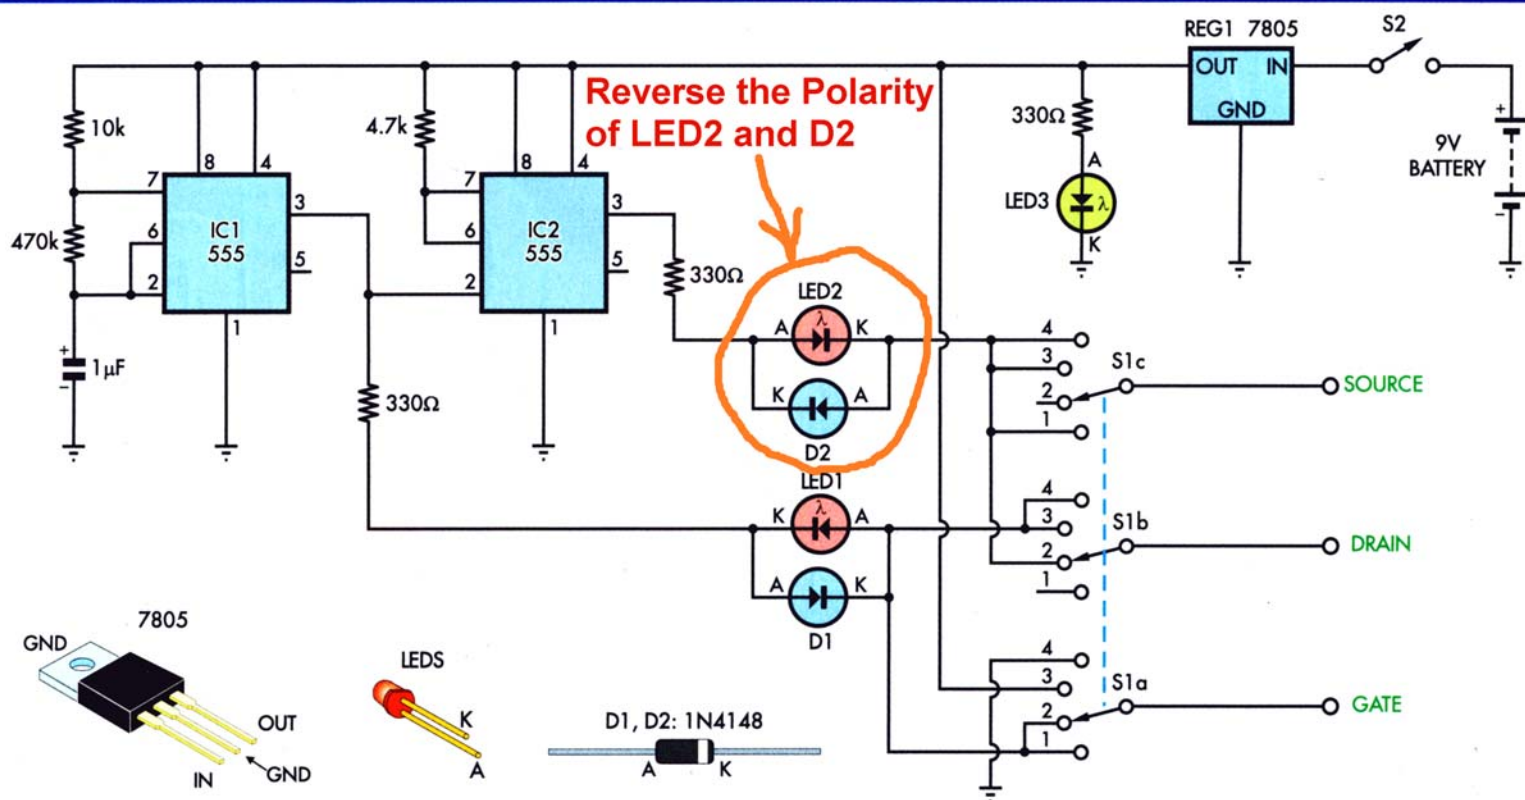 REG1 7805
S2
OUT IN
GND
Reverse the Polarity
of LED2 and D2
10k
4.7k
330Ω
A
LED3
λ
K
+
9V
BATTERY
–
8
4
7
3
IC1
555
470k
6
5
2
1
+
1µF
–
8
4
7
3
IC2
555
6
5
2
1
330Ω
330Ω
LED2
A
λ
K
K
A
D2
LED1
K
λ
A
A
K
D1
4
3
S1c
2
1
SOURCE
4
3
S1b
2
1
DRAIN
4
3
S1a
2
1
GATE
7805
GND
OUT
GND
IN
LEDS
K
A
D1, D2: 1N4148
A
K